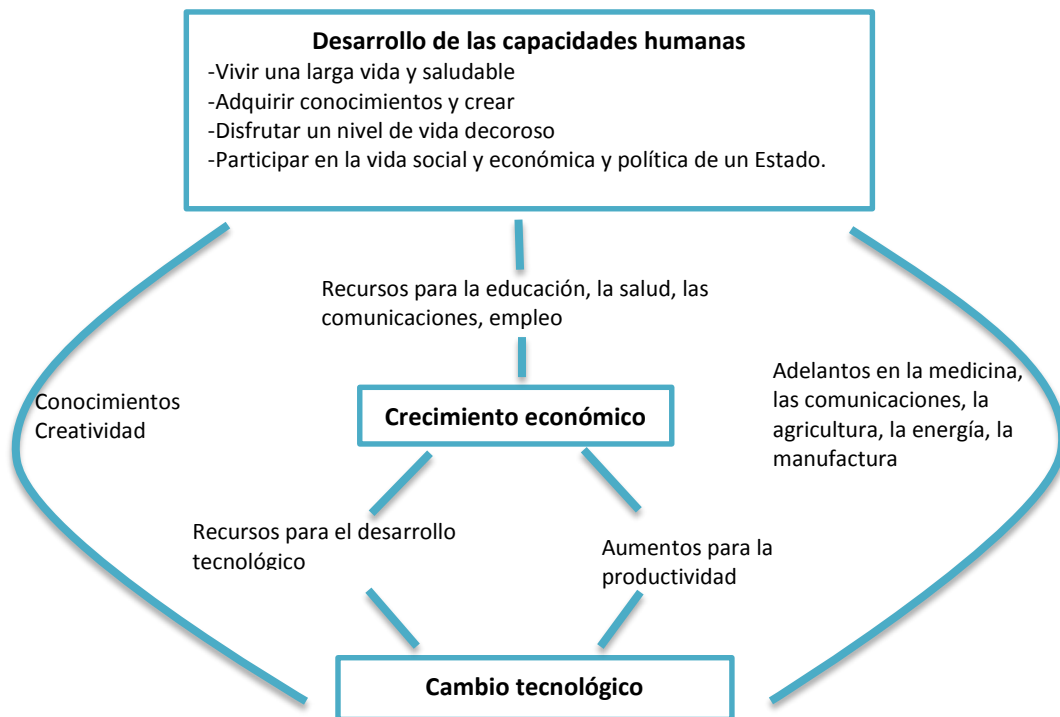 Desarrollo de las capacidades humanas
-Vivir una larga vida y saludable
-Adquirir conocimientos y crear
-Disfrutar un nivel de vida decoroso
-Participar en la vida social y económica y política de un Estado.
Recursos para la educación, la salud, las
comunicaciones, empleo
Conocimientos
Creatividad
Adelantos en la medicina,
las comunicaciones, la
agricultura, la energía, la
manufactura
Crecimiento económico
Recursos para el desarrollo
tecnológico
Aumentos para la
productividad
Cambio tecnológico